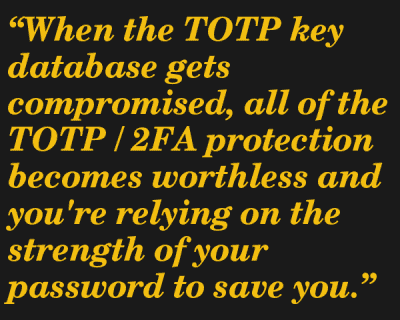 “When the TOTP key
database gets
compromised, all of the
TOTP / 2FA protection
becomes worthless and
you're relying on the
strength of your
password to save you.”